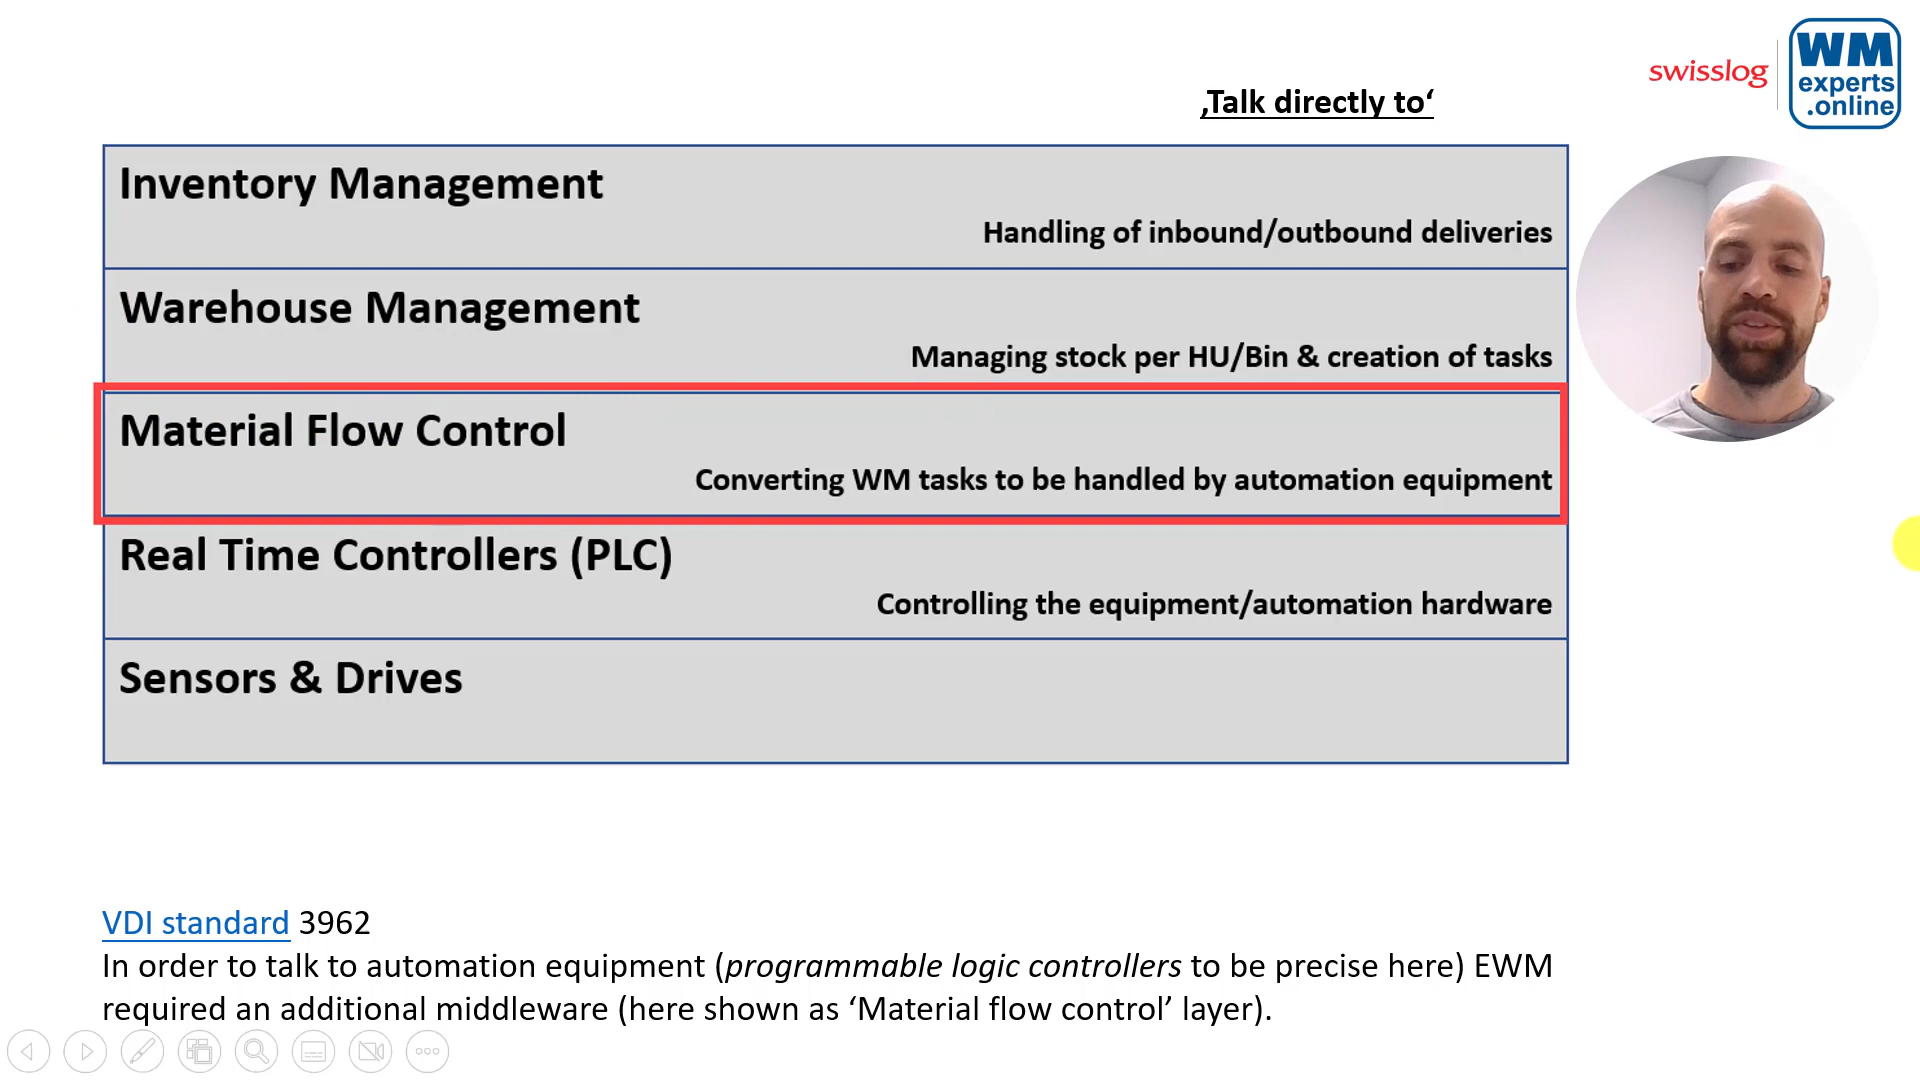 swisslog
WM
experts
.online
‚Talk directly to‘
Inventory Management
Handling of inbound/outbound deliveries
Warehouse Management
Managing stock per HU/Bin & creation of tasks
Material Flow Control
Converting WM tasks to be handled by automation equipment
Real Time Controllers (PLC)
Controlling the equipment/automation hardware
Sensors & Drives
VDI standard 3962
In order to talk to automation equipment (programmable logic controllers to be precise here) EWM
required an additional middleware (here shown as ‘Material flow control’ layer).